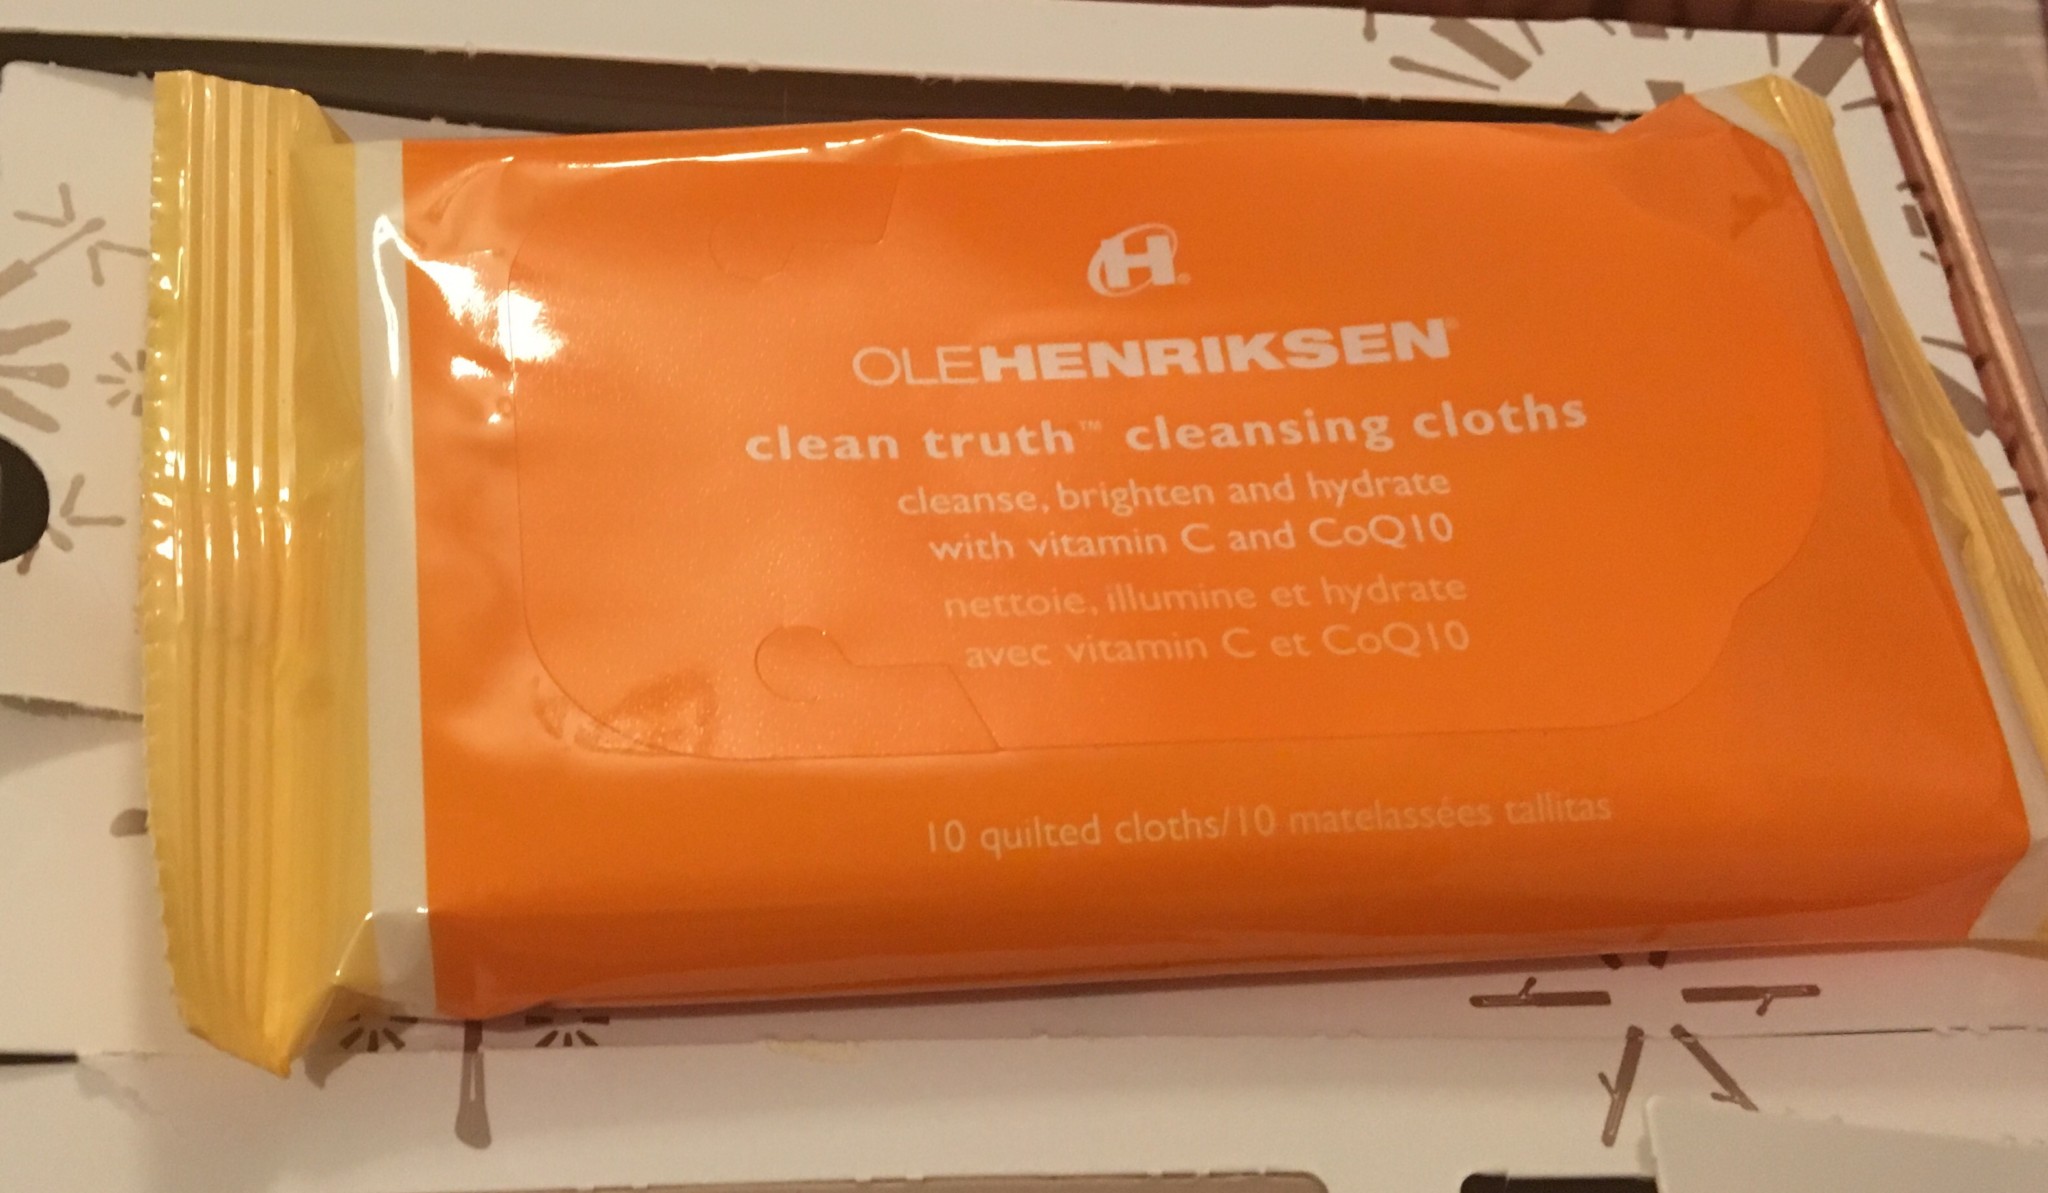 H
OLEHENRIKSEN®
clean truth™ cleansing cloths
cleanse, brighten and hydrate
with vitamin C and CoQ10
nettoie, illumine et hydrate
avec vitamin C et CoQ10
10 quilted cloths/10 matelassées tallitas